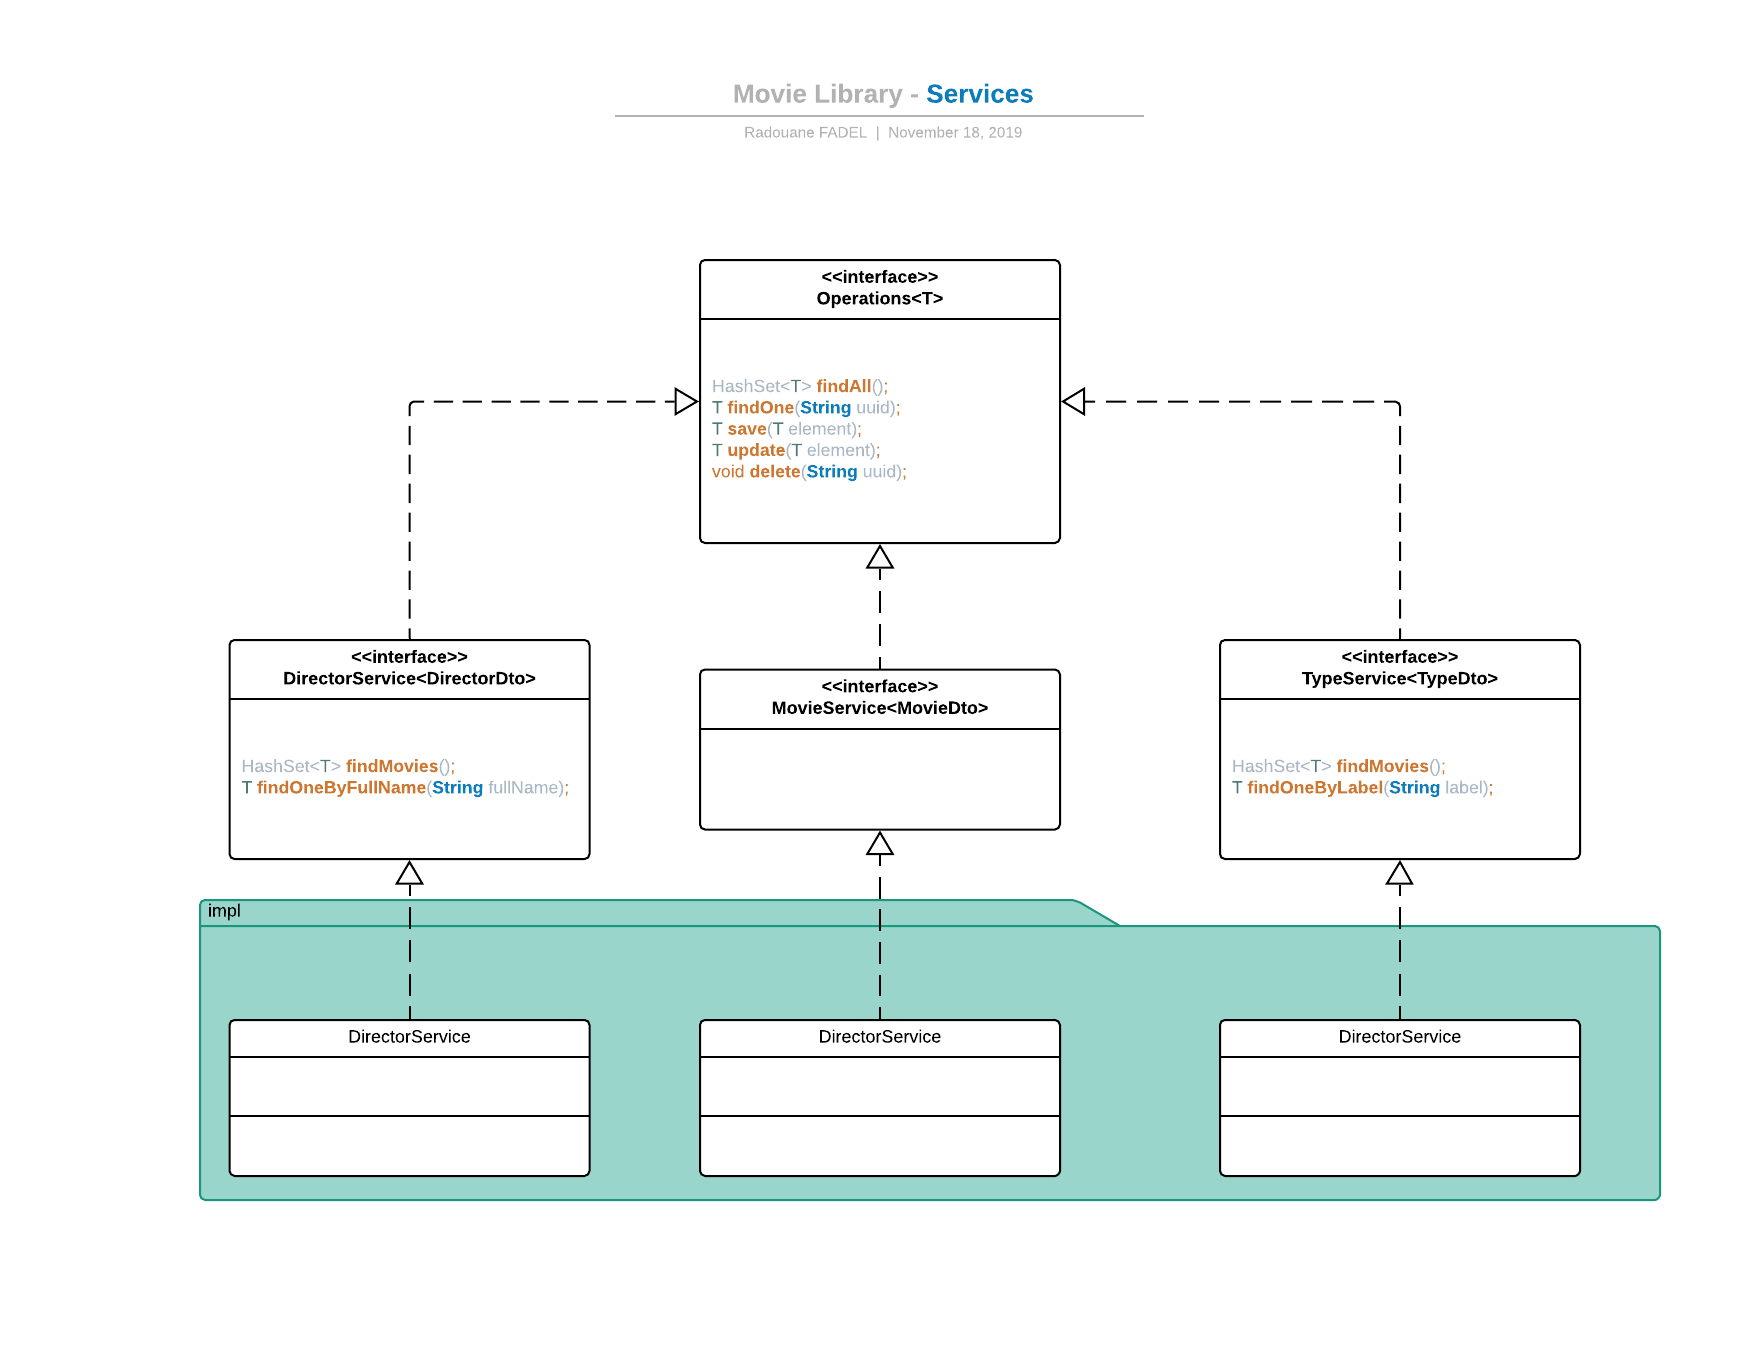 Movie Library - Services
Radouane FADEL | November 18, 2019
<<interface>>
Operations<T>
HashSet<T> findAll();
T findOne(String uuid);
T save(T element);
T update(T element);
void delete(String uuid);
<<interface>>
DirectorService<DirectorDto>
HashSet<T> findMovies();
T findOneByFullName(String fullName);
<<interface>>
MovieService<MovieDto>
<<interface>>
TypeService<TypeDto>
HashSet<T> findMovies();
T findOneByLabel(String label);
impl
DirectorService
DirectorService
DirectorService